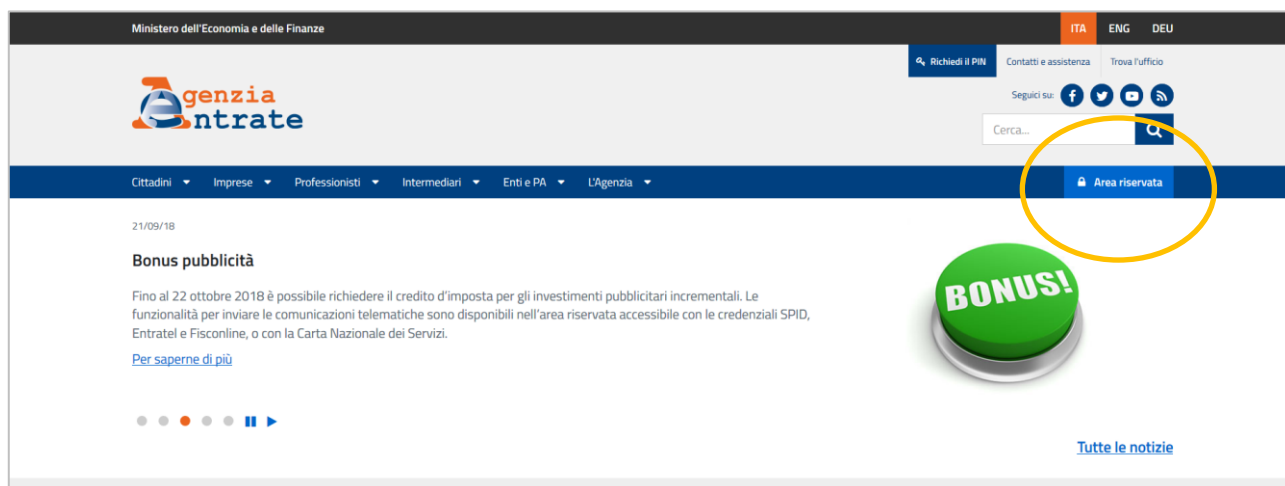 Ministero dell'Economia e delle Finanze
ITA ENG DEU
Richiedi il PIN Contatti e assistenza Trova l'ufficio
Agenzia
Entrate
Seguici su:
Cerca...
Cittadini Imprese Professionisti Intermediari Enti e PA L'Agenzia Area riservata
21/09/18
Bonus pubblicità
Fino al 22 ottobre 2018 è possibile richiedere il credito d'imposta per gli investimenti pubblicitari incrementali. Le
funzionalità per inviare le comunicazioni telematiche sono disponibili nell'area riservata accessibile con le credenziali SPID,
Entratel e Fisconline, o con la Carta Nazionale dei Servizi.
Per saperne di più
BONUS!
Tutte le notizie